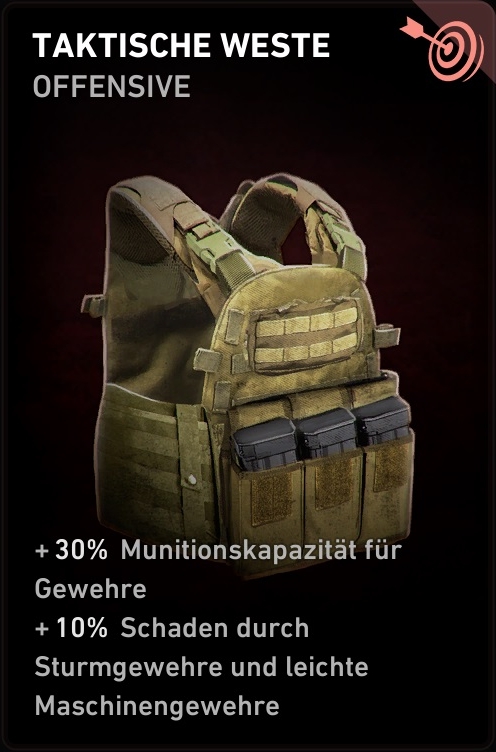 TAKTISCHE WESTE
OFFENSIVE
+ 30% Munitionskapazität für
Gewehre
+ 10% Schaden durch
Sturmgewehre und leichte
Maschinengewehre